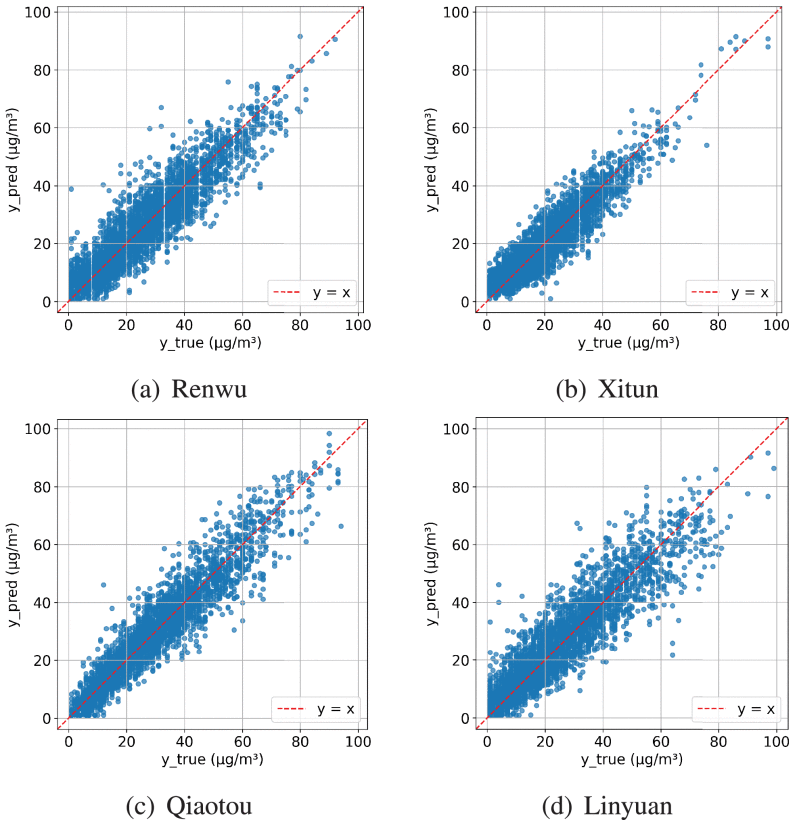 100
80
60
40
20
0
y_pred (μg/m³)
y = x
0 20 40 60 80 100
y_true (μg/m³)
(a) Renwu
100
80
60
40
20
0
y_pred (μg/m³)
y = x
0 20 40 60 80 100
y_true (μg/m³)
(b) Xitun
100
80
60
40
20
0
y_pred (μg/m³)
y = x
0 20 40 60 80 100
y_true (μg/m³)
(c) Qiaotou
100
80
60
40
20
0
y_pred (μg/m³)
y = x
0 20 40 60 80 100
y_true (μg/m³)
(d) Linyuan